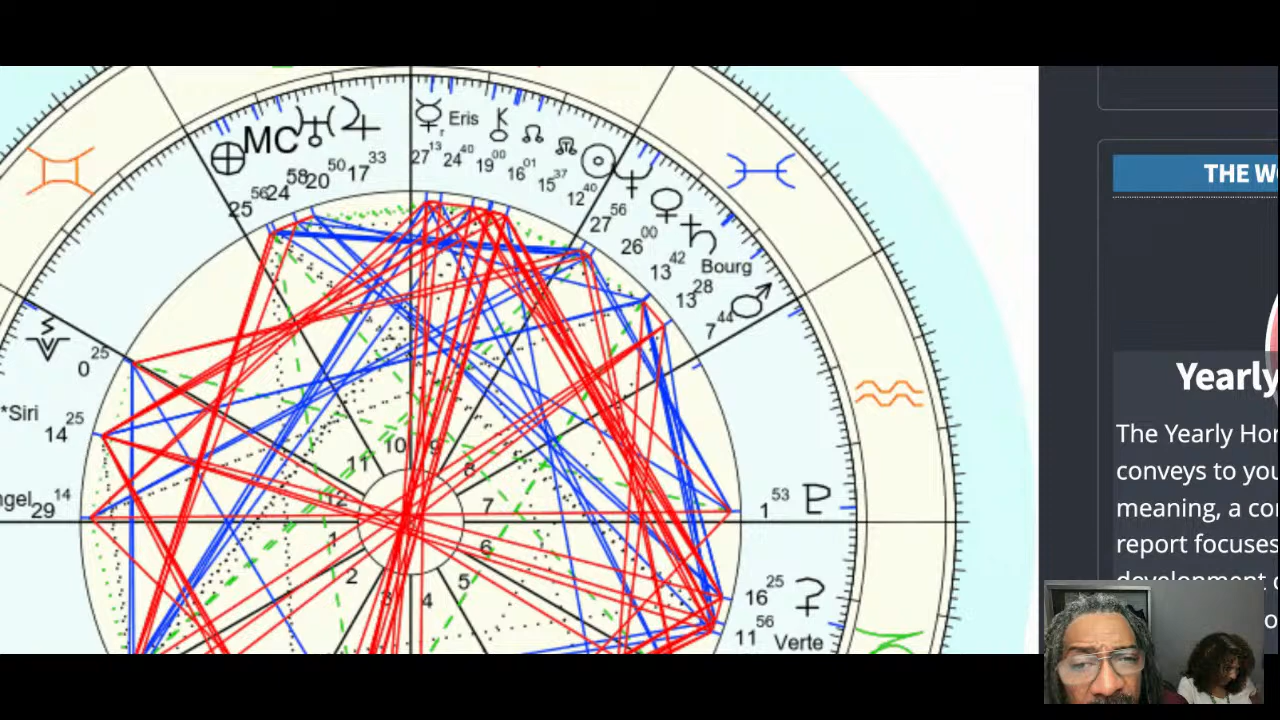 MC
Eris
r
27 13
24 40
19 00
16 01
15 37
12 40
25 56
24 58
20 50
17 33
27 56
26 00
13 42
Bourg
13 28
7 44
0 25
*Siri
14 25
ngel 29 14
1 53
16 25
11 56
Verte
10
9
11
8
12
7
1
6
2
5
3
4
THE W
Yearly
The Yearly Hor
conveys to you
meaning, a con
report focuses